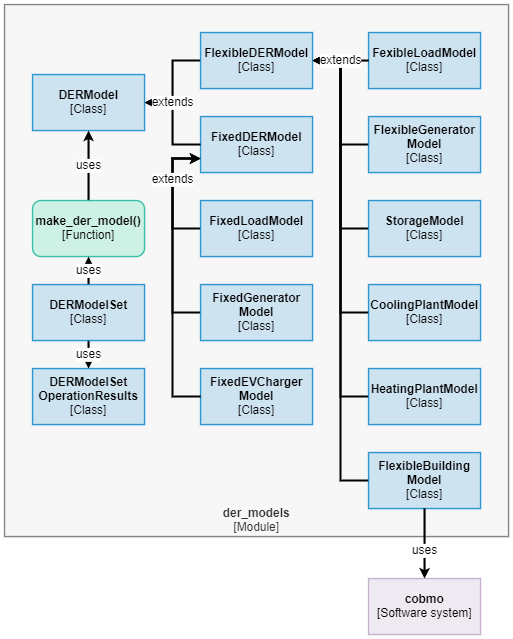 DERModel
[Class]
uses
make_der_model()
[Function]
uses
DERModelSet
[Class]
uses
DERModelSet
OperationResults
[Class]
FlexibleDERModel
[Class]
extends
FixedDERModel
[Class]
extends
FixedLoadModel
[Class]
FixedGenerator
Model
[Class]
FixedEVCharger
Model
[Class]
extends
FexibleLoadModel
[Class]
FlexibleGenerator
Model
[Class]
StorageModel
[Class]
CoolingPlantModel
[Class]
HeatingPlantModel
[Class]
FlexibleBuilding
Model
[Class]
der_models
[Module]
uses
cobmo
[Software system]